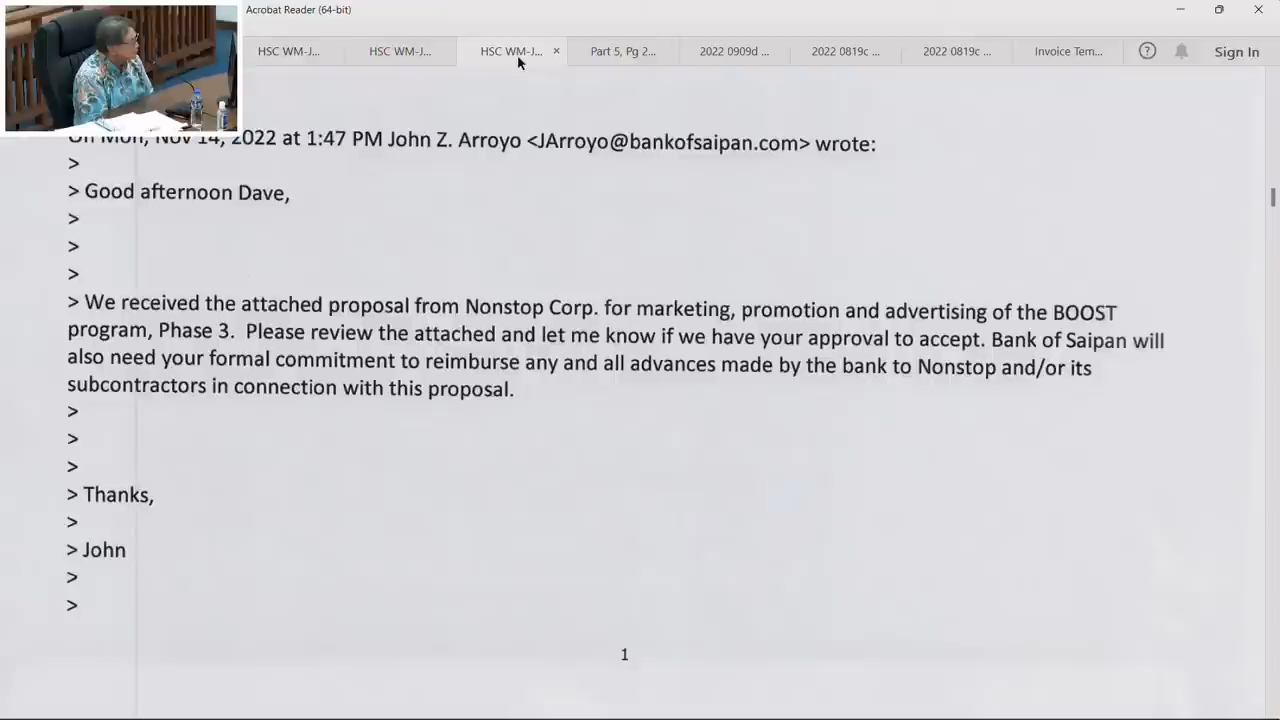 Acrobat Reader (64-bit)
HSC WM-J...
HSC WM-J...
HSC WM-J...
Part 5, Pg 2...
2022 0909d ...
2022 0819c ...
2022 0819c ...
Invoice Tem...
Sign In
On Mon, Nov 14, 2022 at 1:47 PM John Z. Arroyo <JArroyo@bankofsaipan.com> wrote:
>
> Good afternoon Dave,
>
>
>
> We received the attached proposal from Nonstop Corp. for marketing, promotion and advertising of the BOOST
program, Phase 3.  Please review the attached and let me know if we have your approval to accept. Bank of Saipan will
also need your formal commitment to reimburse any and all advances made by the bank to Nonstop and/or its
subcontractors in connection with this proposal.
>
>
>
> Thanks,
>
> John
>
>
1